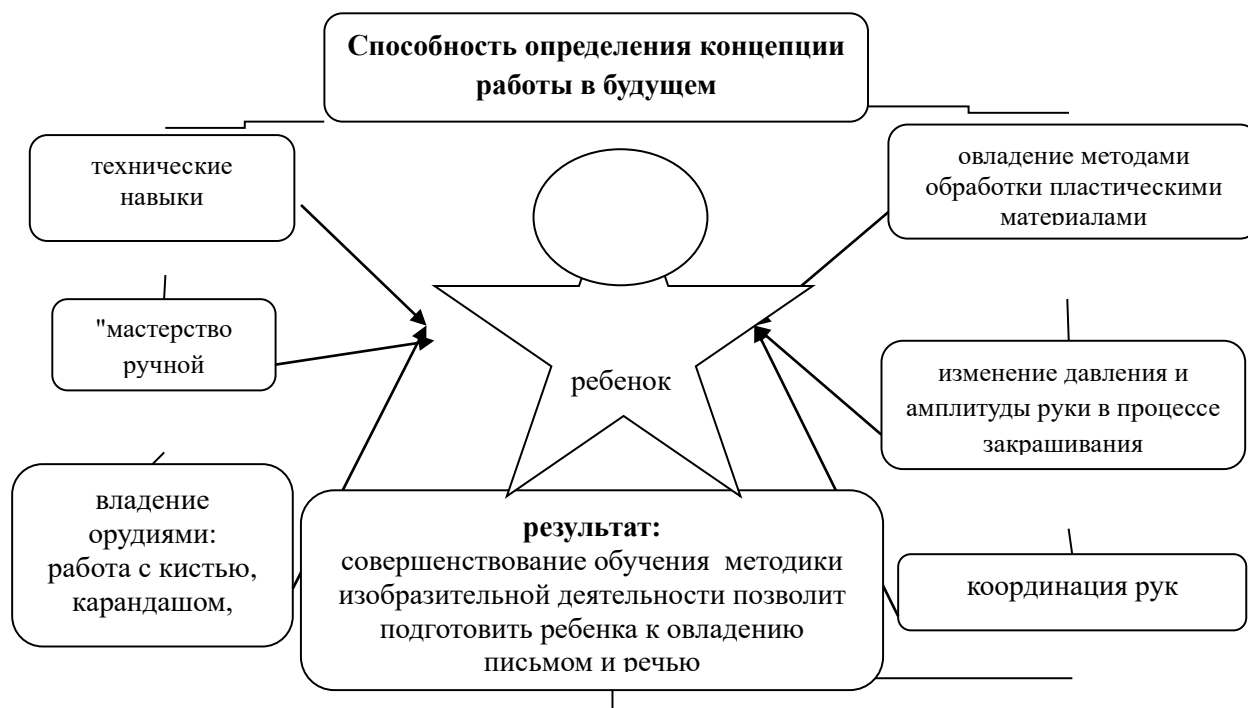 Способность определения концепции
работы в будущем
технические
навыки
овладение методами
обработки пластическими
материалами
"мастерство
ручной
ребенок
изменение давления и
амплитуды руки в процессе
закрашивания
владение
орудиями:
работа с кистью,
карандашом,
результат:
совершенствование обучения методики
изобразительной деятельности позволит
подготовить ребенка к овладению
письмом и речью
координация рук